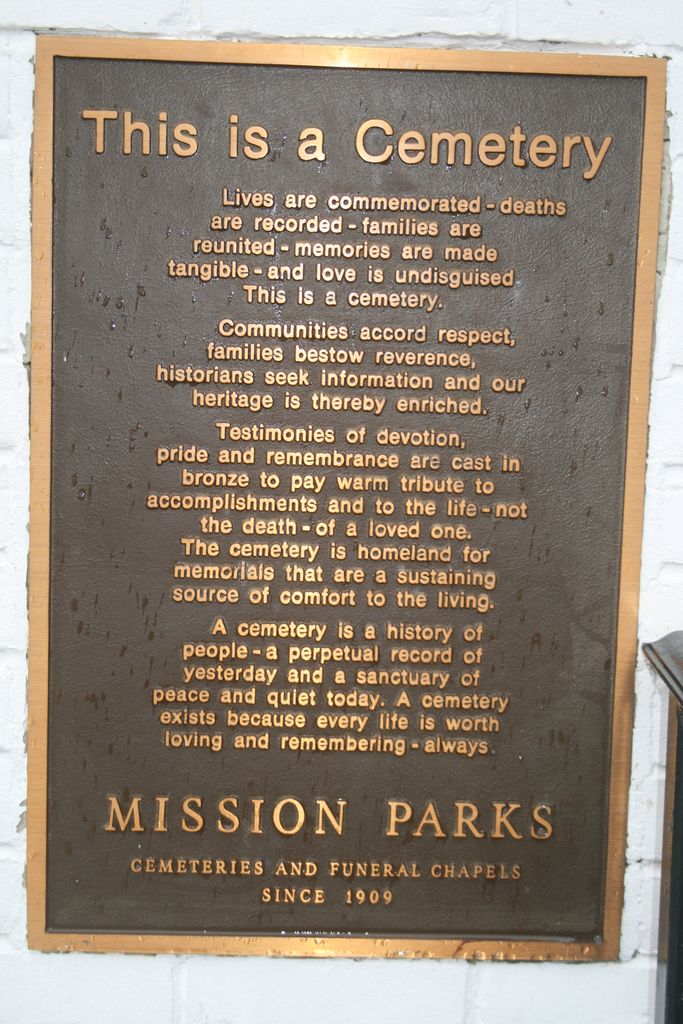 This is a Cemetery
Lives are commemorated - deaths
are recorded - families are
reunited - memories are made
tangible - and love is undisguised
This is a cemetery.
Communities accord respect,
families bestow reverence,
historians seek information and our
heritage is thereby enriched.
Testimonies of devotion,
pride and remembrance are cast in
bronze to pay warm tribute to
accomplishments and to the life - not
the death - of a loved one.
The cemetery is homeland for
memorials that are a sustaining
source of comfort to the living.
A cemetery is a history of
people - a perpetual record of
yesterday and a sanctuary of
peace and quiet today. A cemetery
exists because every life is worth
loving and remembering - always.
MISSION PARKS
CEMETERIES AND FUNERAL CHAPELS
SINCE 1909